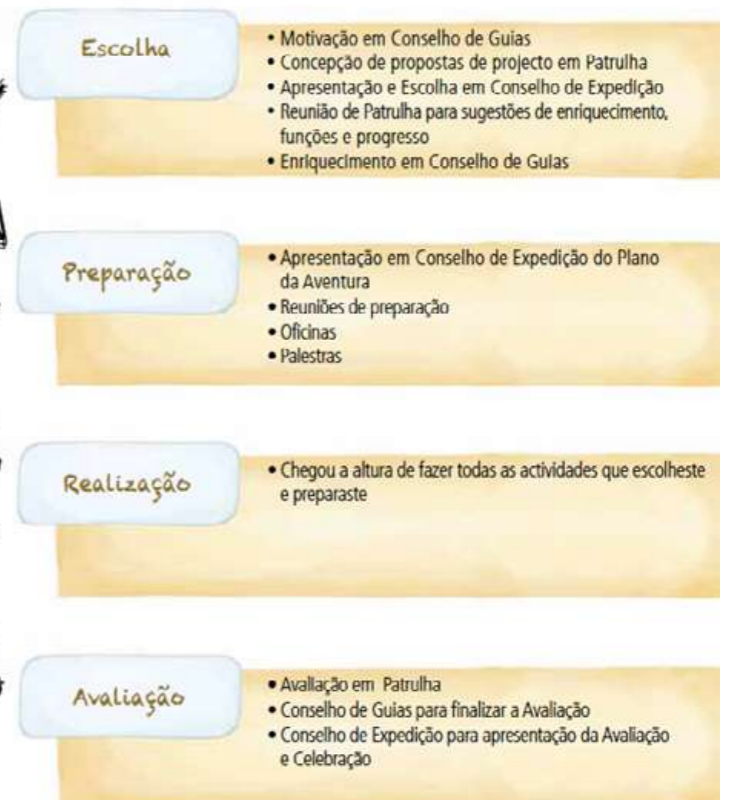 Escolha
• Motivação em Conselho de Guias
• Concepção de propostas de projecto em Patrulha
• Apresentação e Escolha em Conselho de Expedição
• Reunião de Patrulha para sugestões de enriquecimento,
funções e progresso
• Enriquecimento em Conselho de Guias
Preparação
• Apresentação em Conselho de Expedição do Plano
da Aventura
• Reuniões de preparação
• Oficinas
• Palestras
Realização
• Chegou a altura de fazer todas as actividades que escolheste
e preparaste
Avaliação
• Avaliação em Patrulha
• Conselho de Guias para finalizar a Avaliação
• Conselho de Expedição para apresentação da Avaliação
e Celebração